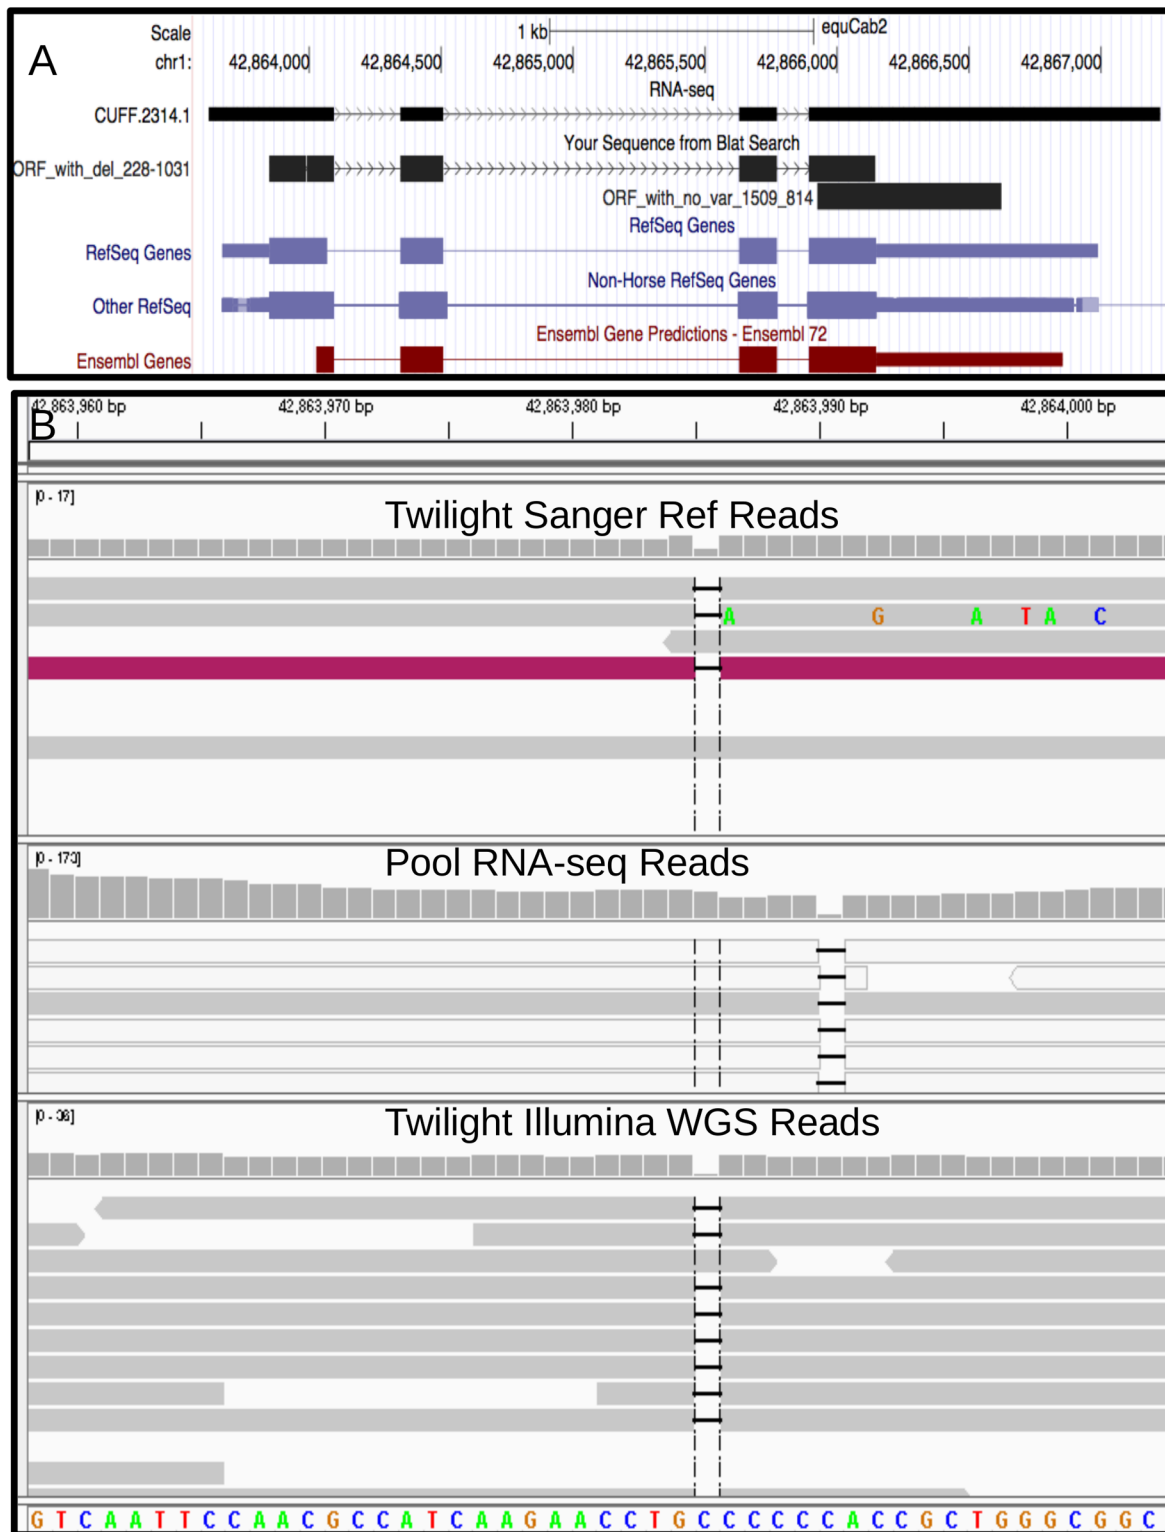 A
Scale 1 kb equCab2
chr1: 42,864,000 42,864,500 42,865,000 42,865,500 42,866,000 42,866,500 42,867,000
RNA-seq
CUFF.2314.1
Your Sequence from Blat Search
ORF_with_del_228-1031
ORF_with_no_var_1509_814
RefSeq Genes
RefSeq Genes
Non-Horse RefSeq Genes
Other RefSeq
Ensembl Gene Predictions - Ensembl 72
Ensembl Genes
42,863,960 bp 42,863,970 bp 42,863,980 bp 42,863,990 bp 42,864,000 bp
B
[0 - 17]
Twilight Sanger Ref Reads
A G A T A C
[0 - 173]
Pool RNA-seq Reads
[0 - 38]
Twilight Illumina WGS Reads
G T C A A T T C C A A C G C C A T C A A G A A C C T G C C C C C C A C C G C T G G G C G G C